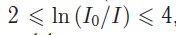 2 ⩽ ln (I₀/I) ⩽ 4,